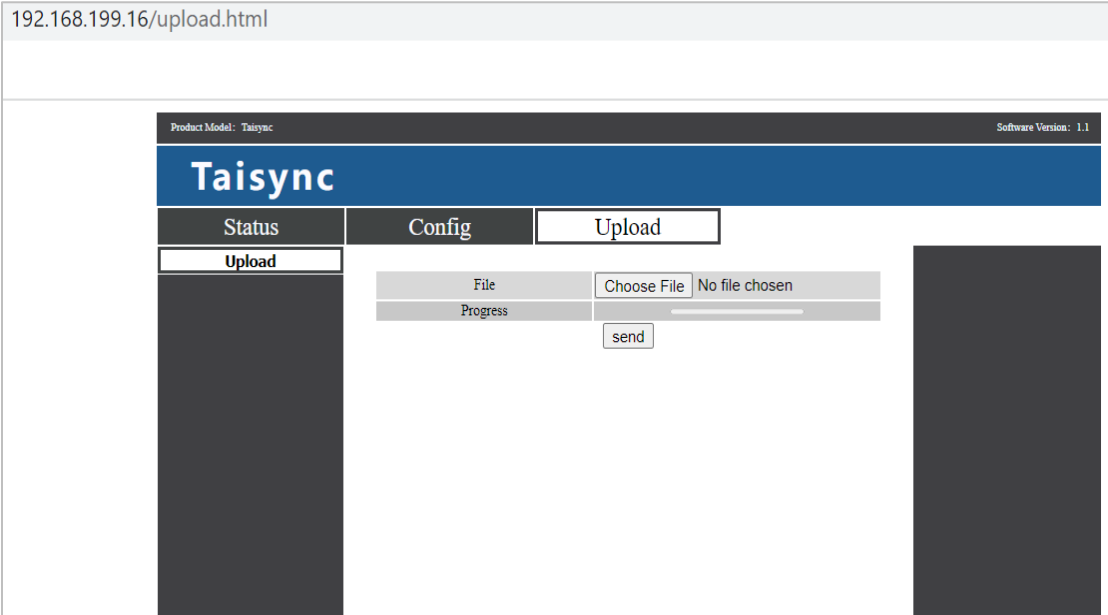 192.168.199.16/upload.html
Product Model: Taisync Software Version: 1.1
Taisync
Status Config Upload
Upload
File Choose File No file chosen
Progress
send